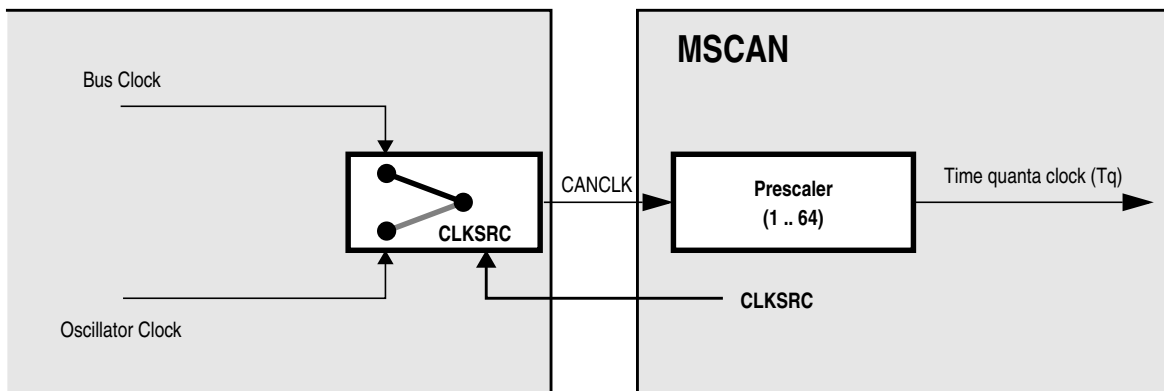 MSCAN
Bus Clock
CANCLK
Prescaler
(1 .. 64)
Time quanta clock (Tq)
CLKSRC
CLKSRC
Oscillator Clock